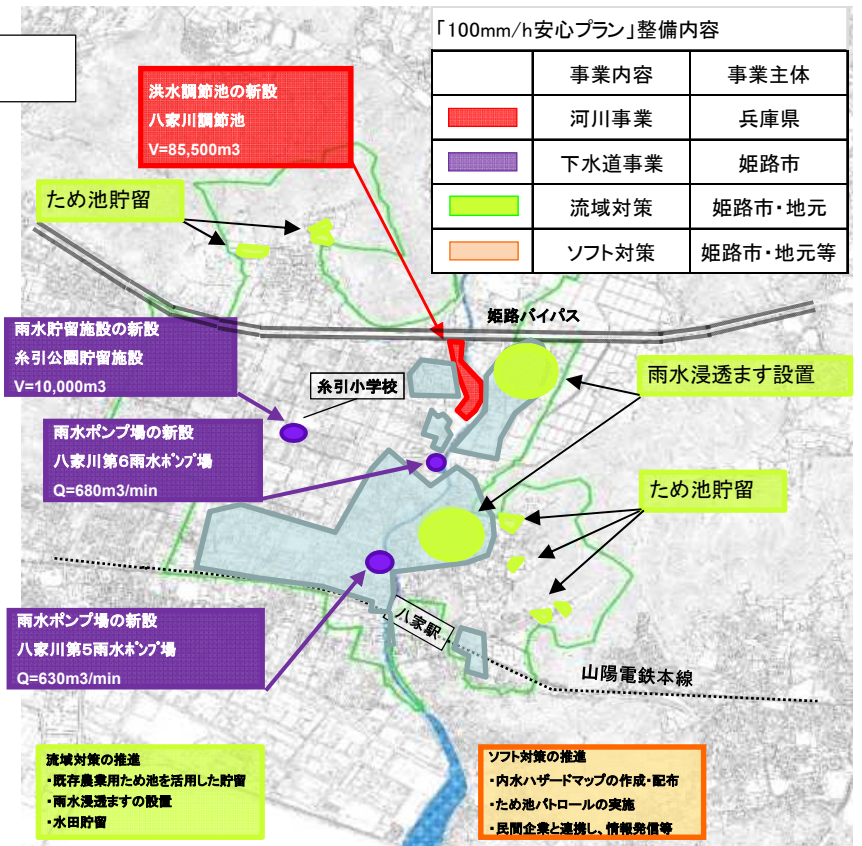 「100mm/h安心プラン」整備内容
事業内容 事業主体
河川事業 兵庫県
下水道事業 姫路市
流域対策 姫路市・地元
ソフト対策 姫路市・地元等
洪水調節池の新設
八家川調節池
V=85,500m3
ため池貯留
姫路バイパス
雨水貯留施設の新設
糸引公園貯留施設
V=10,000m3
糸引小学校
雨水浸透ます設置
雨水ポンプ場の新設
八家川第6雨水ポンプ場
Q=680m3/min
ため池貯留
雨水ポンプ場の新設
八家川第5雨水ポンプ場
Q=630m3/min
八家駅
山陽電鉄本線
流域対策の推進
・既存農業用ため池を活用した貯留
・雨水浸透ますの設置
・水田貯留
ソフト対策の推進
・内水ハザードマップの作成・配布
・ため池パトロールの実施
・民間企業と連携し、情報発信等